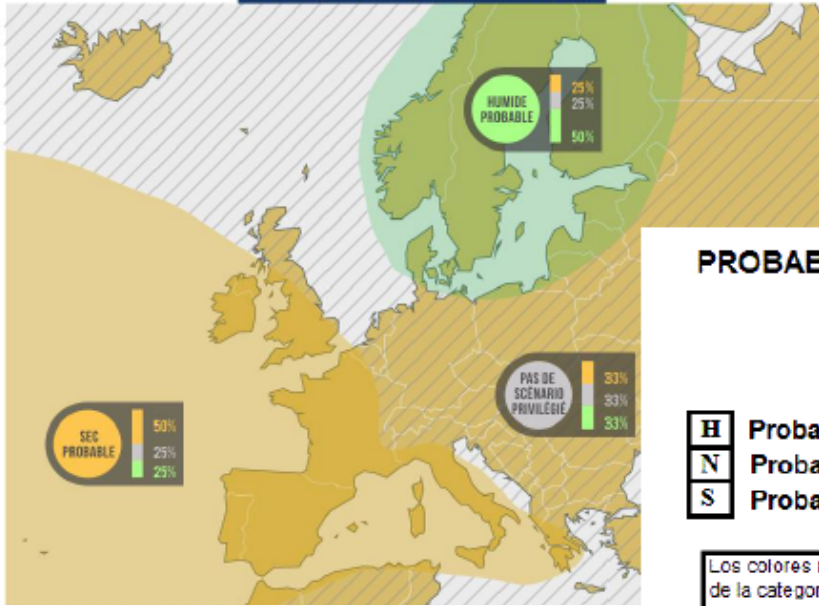 HUMIDE
PROBABLE
25%
25%
50%
SEC
PROBABLE
50%
25%
25%
PAS DE
SCÉNARIO
PRIVILÉGIÉ
33%
33%
33%
H Proba
N Proba
S Proba
Los colores
de la categor